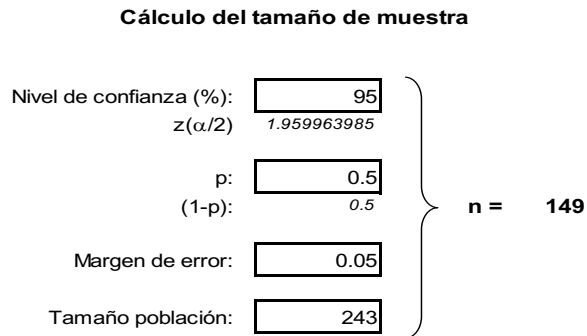 Cálculo del tamaño de muestra
Nivel de confianza (%): 95
z(α/2) 1.959963985
p: 0.5
(1-p): 0.5
n = 149
Margen de error: 0.05
Tamaño población: 243